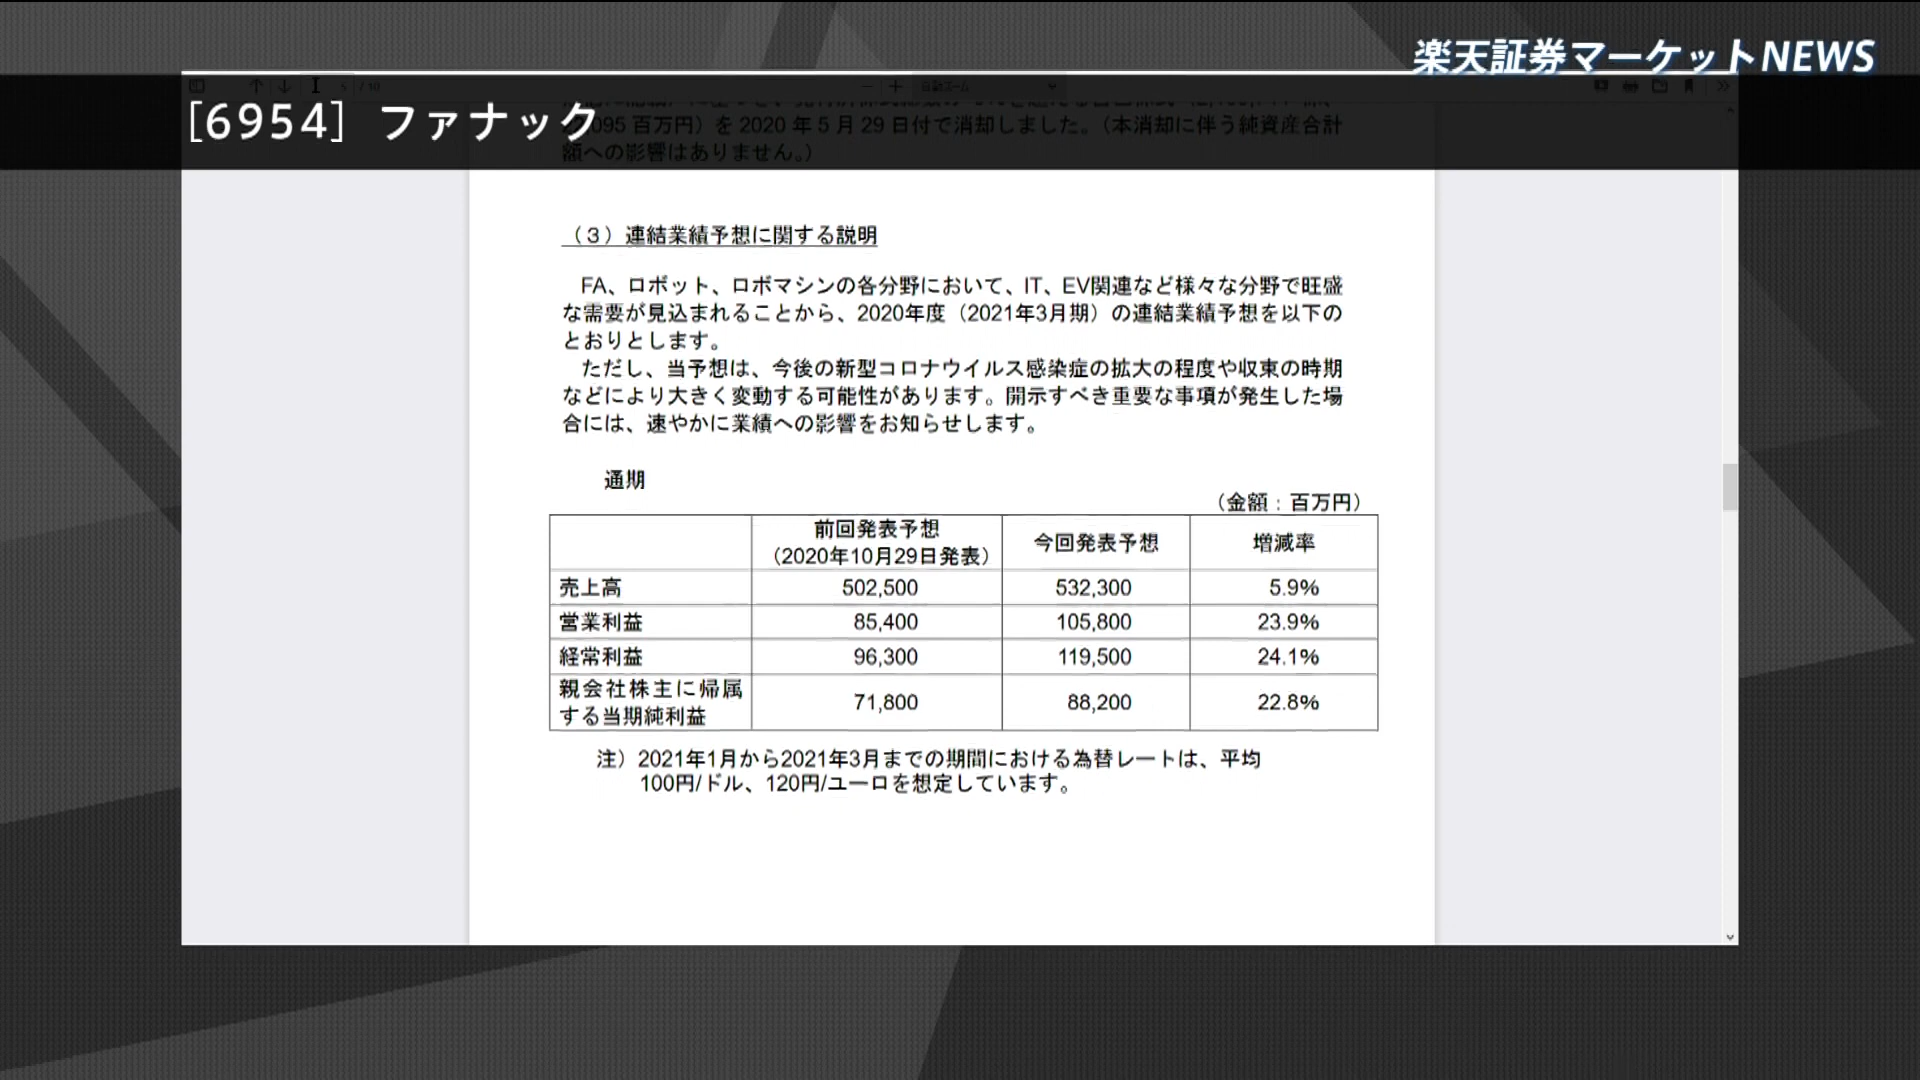 楽天証券マーケットNEWS
[6954] ファナック
095 百万円）を 2020 年 5 月 29 日付で消却しました。（本消却に伴う純資産合計
額への影響はありません。）
（3）連結業績予想に関する説明
FA、ロボット、ロボマシンの各分野において、IT、EV関連など様々な分野で旺盛
な需要が見込まれることから、2020年度（2021年3月期）の連結業績予想を以下の
とおりとします。
ただし、当予想は、今後の新型コロナウイルス感染症の拡大の程度や収束の時期
などにより大きく変動する可能性があります。開示すべき重要な事項が発生した場
合には、速やかに業績への影響をお知らせします。
通期
（金額：百万円）
前回発表予想
（2020年10月29日発表） 今回発表予想 増減率
売上高 502,500 532,300 5.9%
営業利益 85,400 105,800 23.9%
経常利益 96,300 119,500 24.1%
親会社株主に帰属
する当期純利益 71,800 88,200 22.8%
注）2021年1月から2021年3月までの期間における為替レートは、平均
100円/ドル、120円/ユーロを想定しています。